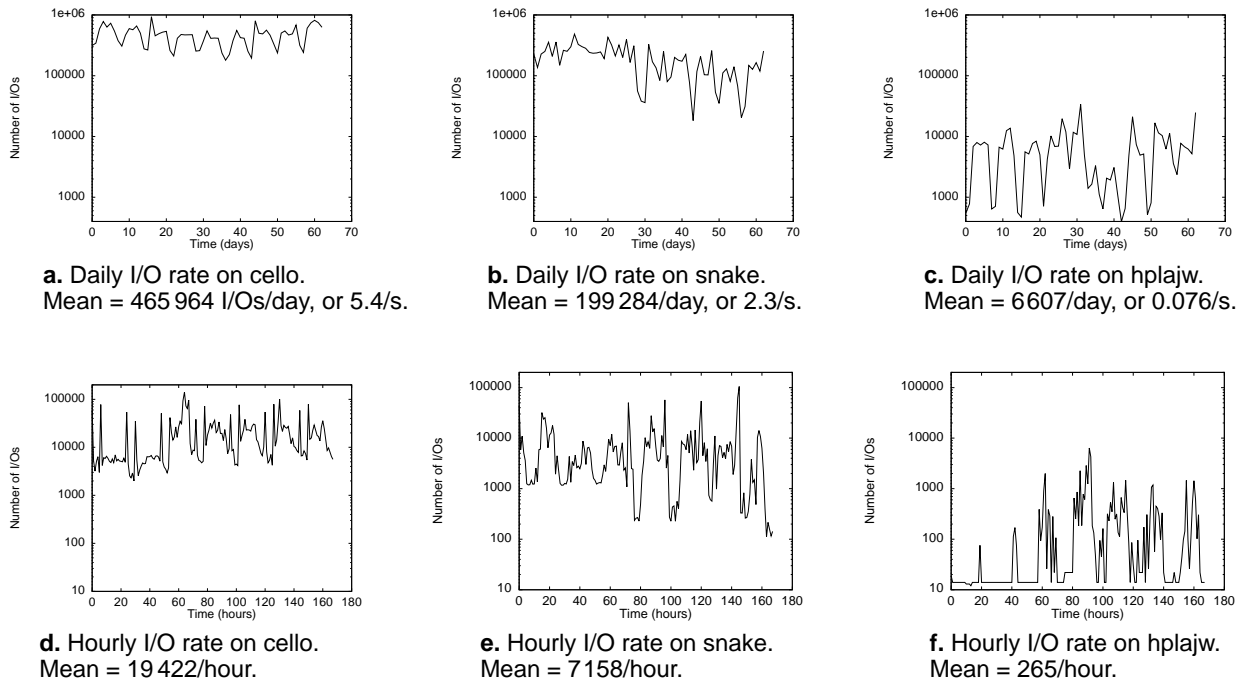 1e+06
100000
10000
1000
Number of I/Os
0 10 20 30 40 50 60 70
Time (days)
a. Daily I/O rate on cello.
Mean = 465 964 I/Os/day, or 5.4/s.
1e+06
100000
10000
1000
Number of I/Os
0 10 20 30 40 50 60 70
Time (days)
b. Daily I/O rate on snake.
Mean = 199 284/day, or 2.3/s.
1e+06
100000
10000
1000
Number of I/Os
0 10 20 30 40 50 60 70
Time (days)
c. Daily I/O rate on hplajw.
Mean = 6 607/day, or 0.076/s.
100000
10000
1000
100
10
Number of I/Os
0 20 40 60 80 100 120 140 160 180
Time (hours)
d. Hourly I/O rate on cello.
Mean = 19 422/hour.
100000
10000
1000
100
10
Number of I/Os
0 20 40 60 80 100 120 140 160 180
Time (hours)
e. Hourly I/O rate on snake.
Mean = 7 158/hour.
100000
10000
1000
100
10
Number of I/Os
0 20 40 60 80 100 120 140 160 180
Time (hours)
f. Hourly I/O rate on hplajw.
Mean = 265/hour.